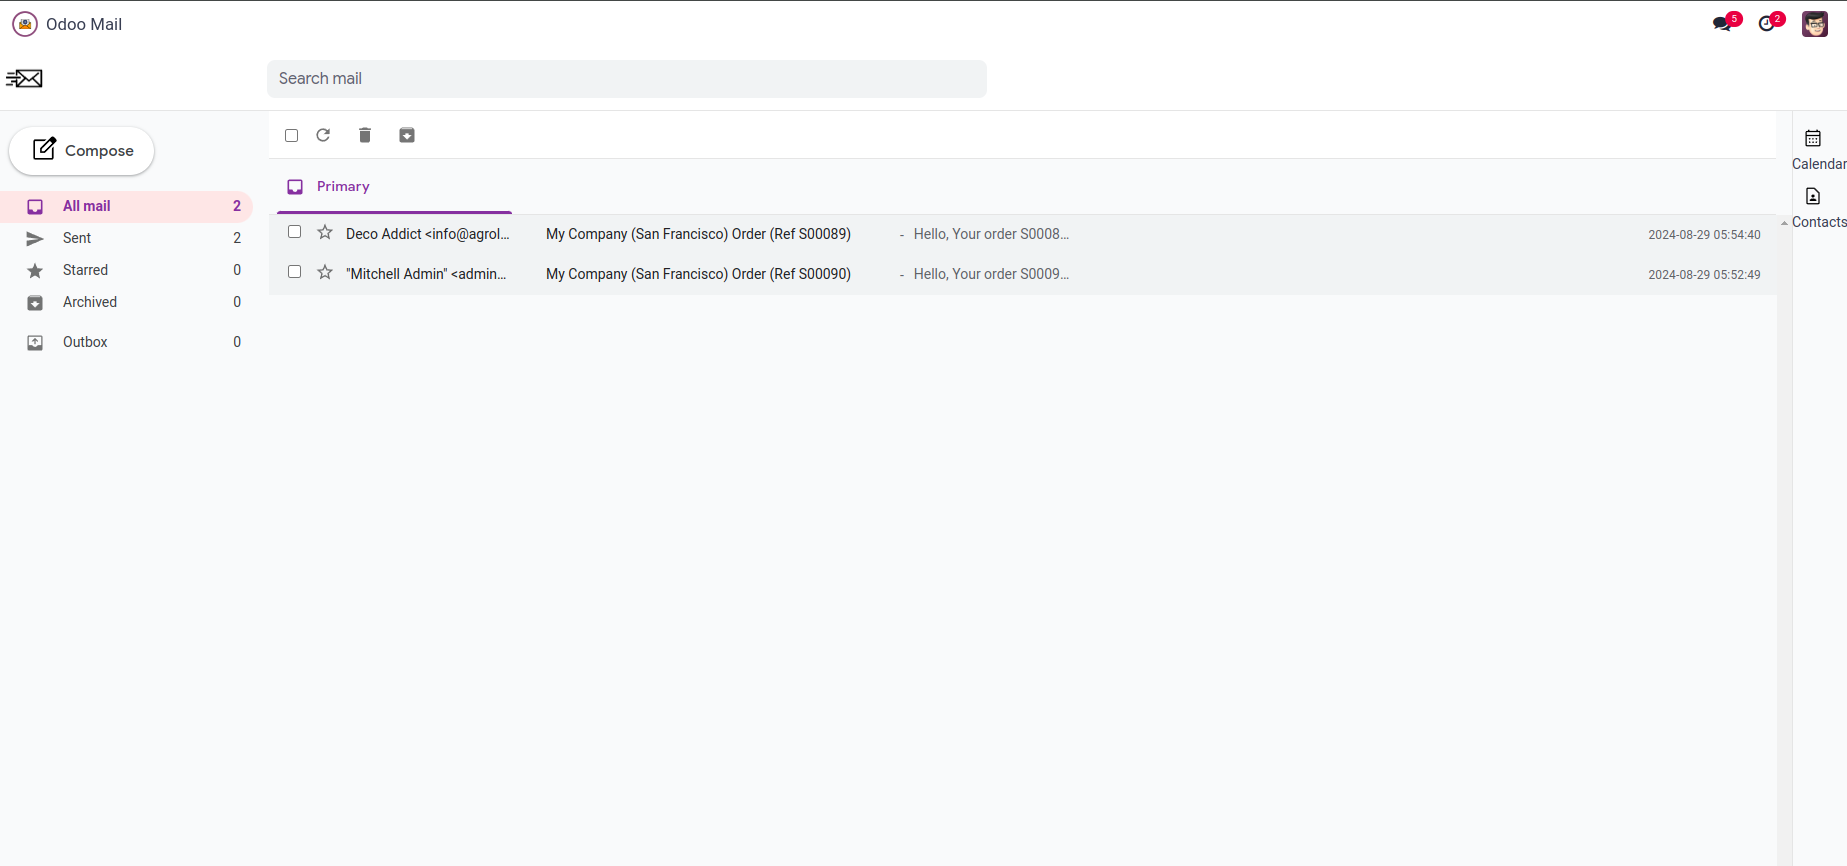 Odoo Mail
5
2
Search mail
Compose
All mail 2
Sent 2
Starred 0
Archived 0
Outbox 0
Primary
Deco Addict <info@agrol... My Company (San Francisco) Order (Ref S00089) - Hello, Your order S0008... 2024-08-29 05:54:40
"Mitchell Admin" <admin... My Company (San Francisco) Order (Ref S00090) - Hello, Your order S0009... 2024-08-29 05:52:49
Calendar
Contacts